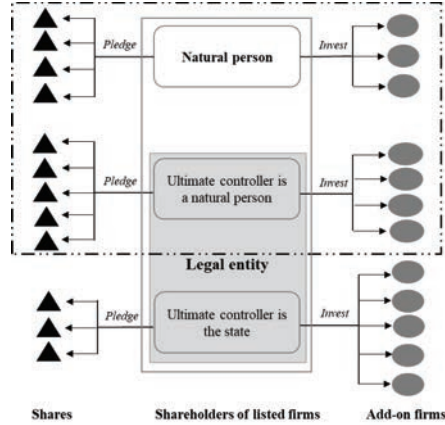 Pledge
Natural person
Invest
Pledge
Ultimate controller is
a natural person
Invest
Legal entity
Pledge
Ultimate controller is
the state
Invest
Shares
Shareholders of listed firms
Add-on firms